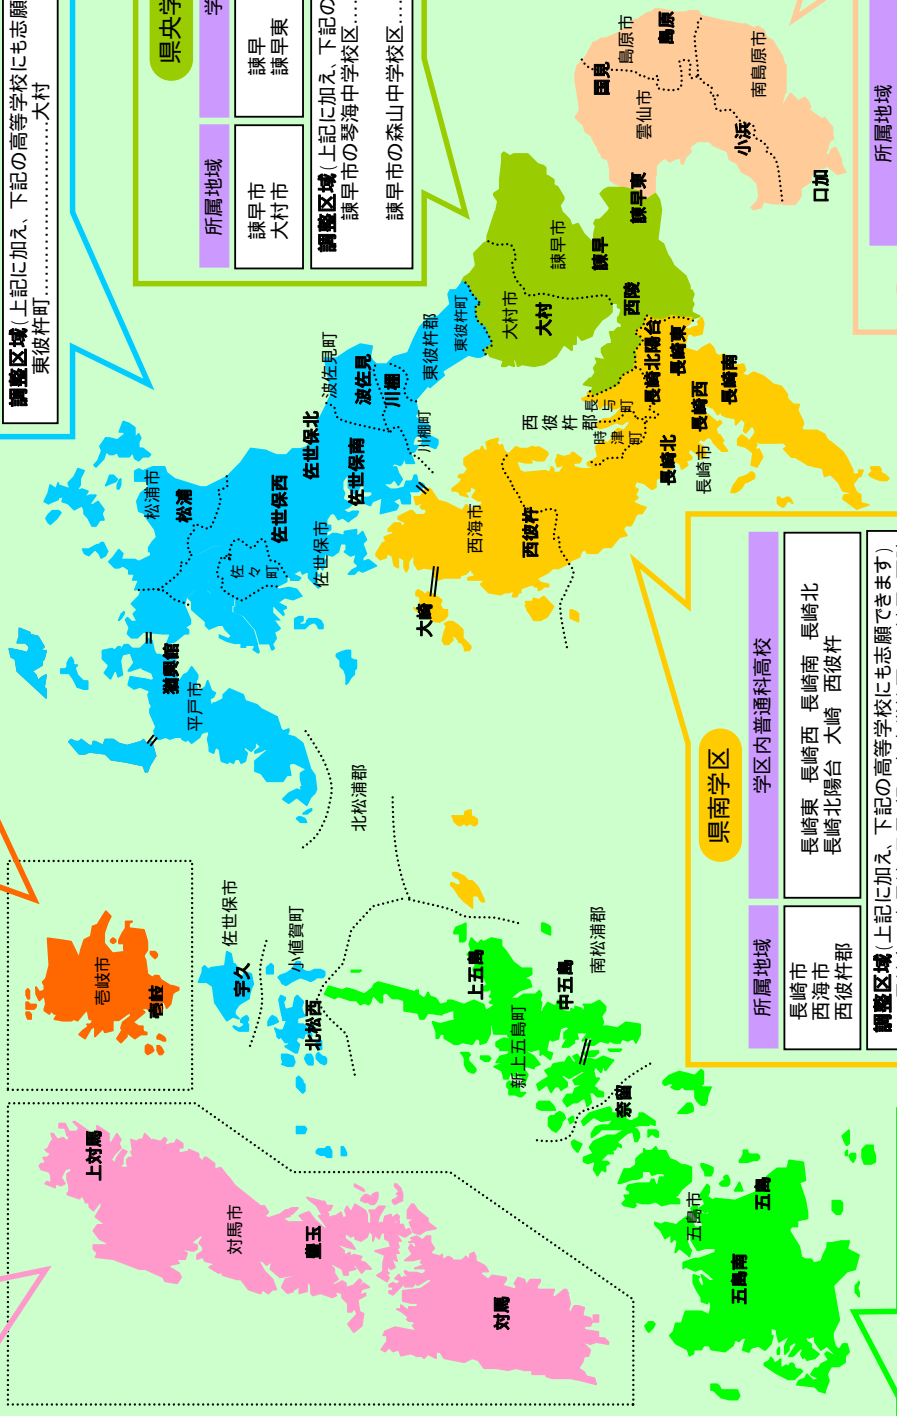 調整区域(上記に加え、下記の高等学校にも志願
東彼杵町……………………大村
県央学
学
所属地域
諫早
諫早東
諫早市
大村市
調整区域(上記に加え、下記の
諫早市の琴海中学校区…
諫早市の森山中学校区…
島原市
島原
国見
雲仙市
南島原市
小浜
口加
所属地域
諫早東
諫早市
諫早
西陵
大村市
大村
東彼杵郡
東彼杵町
波佐見町
波佐見
川棚
川棚町
長崎北陽台
長崎東
長崎西
長崎南
長崎北
長崎市
西彼杵郡
長与町
時津町
佐世保北
佐世保南
佐世保西
佐世保市
松浦市
松浦
佐々町
西海市
西彼杵
大崎
猶興館
平戸市
北松浦郡
県南学区
学区内普通科高校
長崎東 長崎西 長崎南 長崎北
長崎北陽台 大崎 西彼杵
所属地域
長崎市
西海市
西彼杵郡
調整区域(上記に加え、下記の高等学校にも志願できます)
壱岐市
壱岐
佐世保市
宇久
小値賀町
北松西
上五島
中五島
南松浦郡
新上五島町
奈留
五島市
五島
五島南
上対馬
対馬市
豊玉
対馬